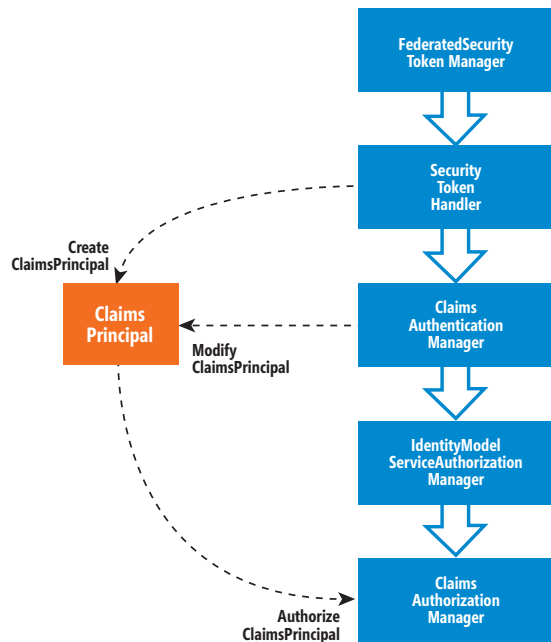 FederatedSecurity
Token Manager
Security
Token
Handler
Create
ClaimsPrincipal
Claims
Principal
Modify
ClaimsPrincipal
Claims
Authentication
Manager
IdentityModel
ServiceAuthorization
Manager
Claims
Authorization
Manager
Authorize
ClaimsPrincipal